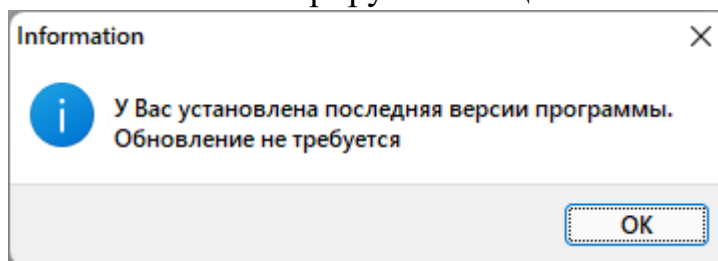 Information
У Вас установлена последняя версии программы.
Обновление не требуется
OK